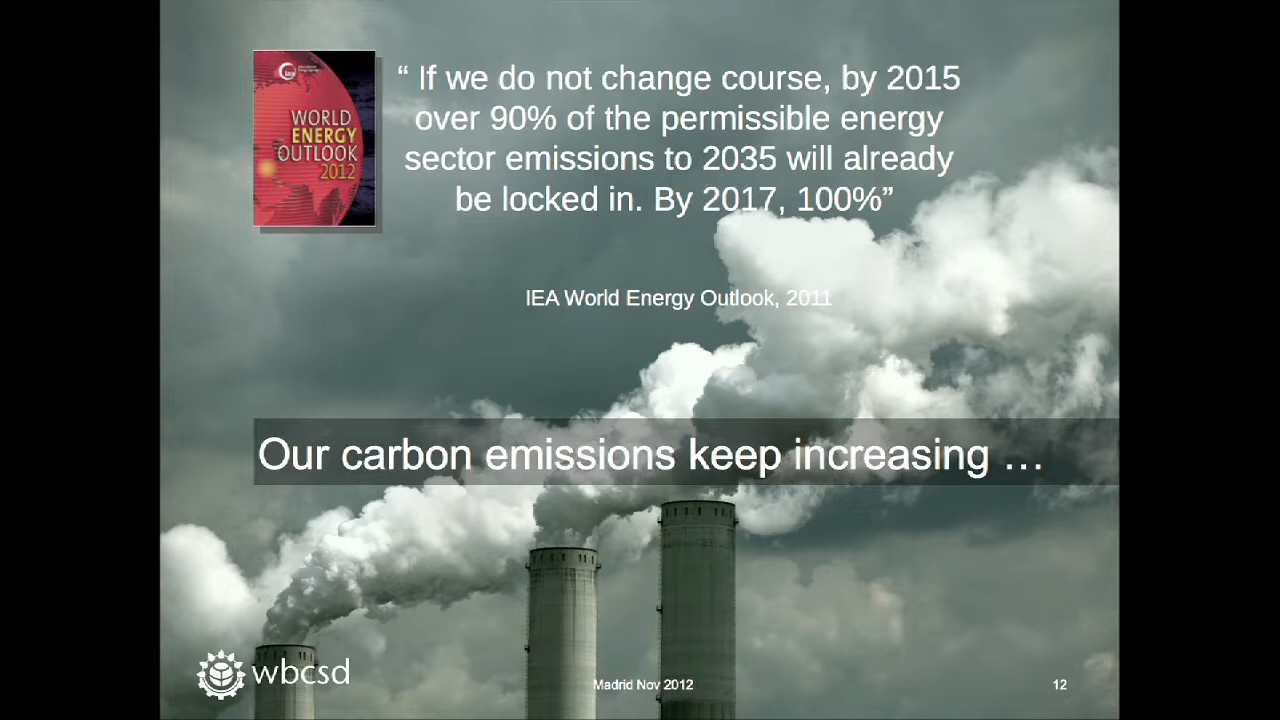 iea
WORLD
ENERGY
OUTLOOK
2012
“ If we do not change course, by 2015
over 90% of the permissible energy
sector emissions to 2035 will already
be locked in. By 2017, 100%”
IEA World Energy Outlook, 2011
Our carbon emissions keep increasing …
wbcsd
Madrid Nov 2012
12